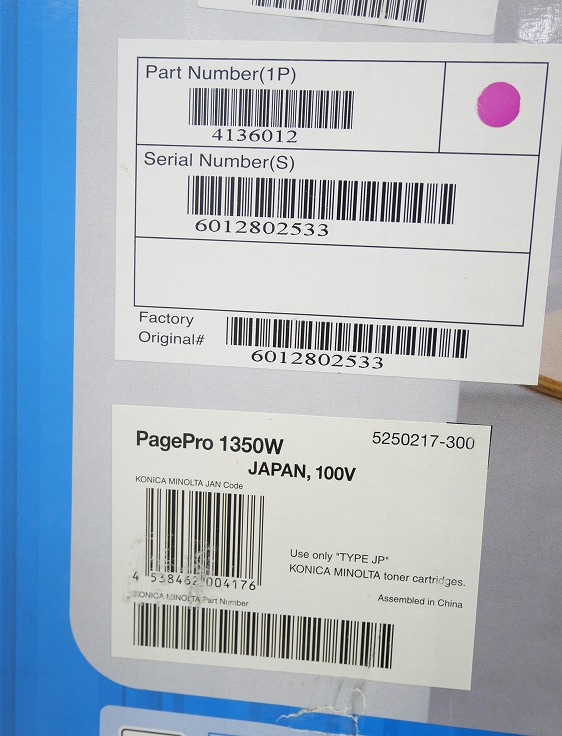 Part Number(1P)
4136012
Serial Number(S)
6012802533
Factory
Original#
6012802533
PagePro 1350W
5250217-300
JAPAN, 100V
KONICA MINOLTA JAN Code
4 538462 004176
Use only "TYPE JP"
KONICA MINOLTA toner cartridges.
Assembled in China
KONICA MINOLTA Part Number